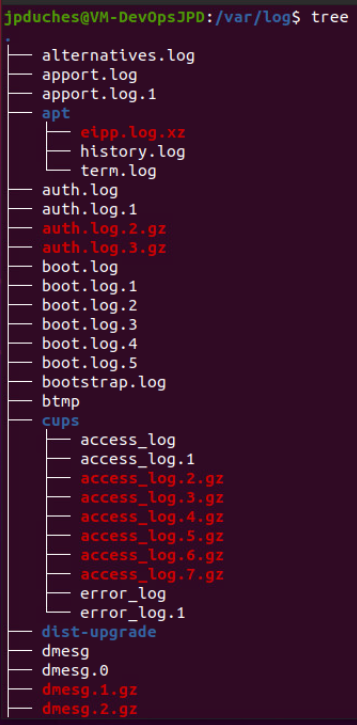 jpduches@VM-DevOpsJPD:/var/log$ tree
.
├── alternatives.log
├── apport.log
├── apport.log.1
├── apt
│   ├── eipp.log.xz
│   ├── history.log
│   └── term.log
├── auth.log
├── auth.log.1
├── auth.log.2.gz
├── auth.log.3.gz
├── boot.log
├── boot.log.1
├── boot.log.2
├── boot.log.3
├── boot.log.4
├── boot.log.5
├── bootstrap.log
├── btmp
├── cups
│   ├── access_log
│   ├── access_log.1
│   ├── access_log.2.gz
│   ├── access_log.3.gz
│   ├── access_log.4.gz
│   ├── access_log.5.gz
│   ├── access_log.6.gz
│   ├── access_log.7.gz
│   ├── error_log
│   └── error_log.1
├── dist-upgrade
├── dmesg
├── dmesg.0
├── dmesg.1.gz
├── dmesg.2.gz